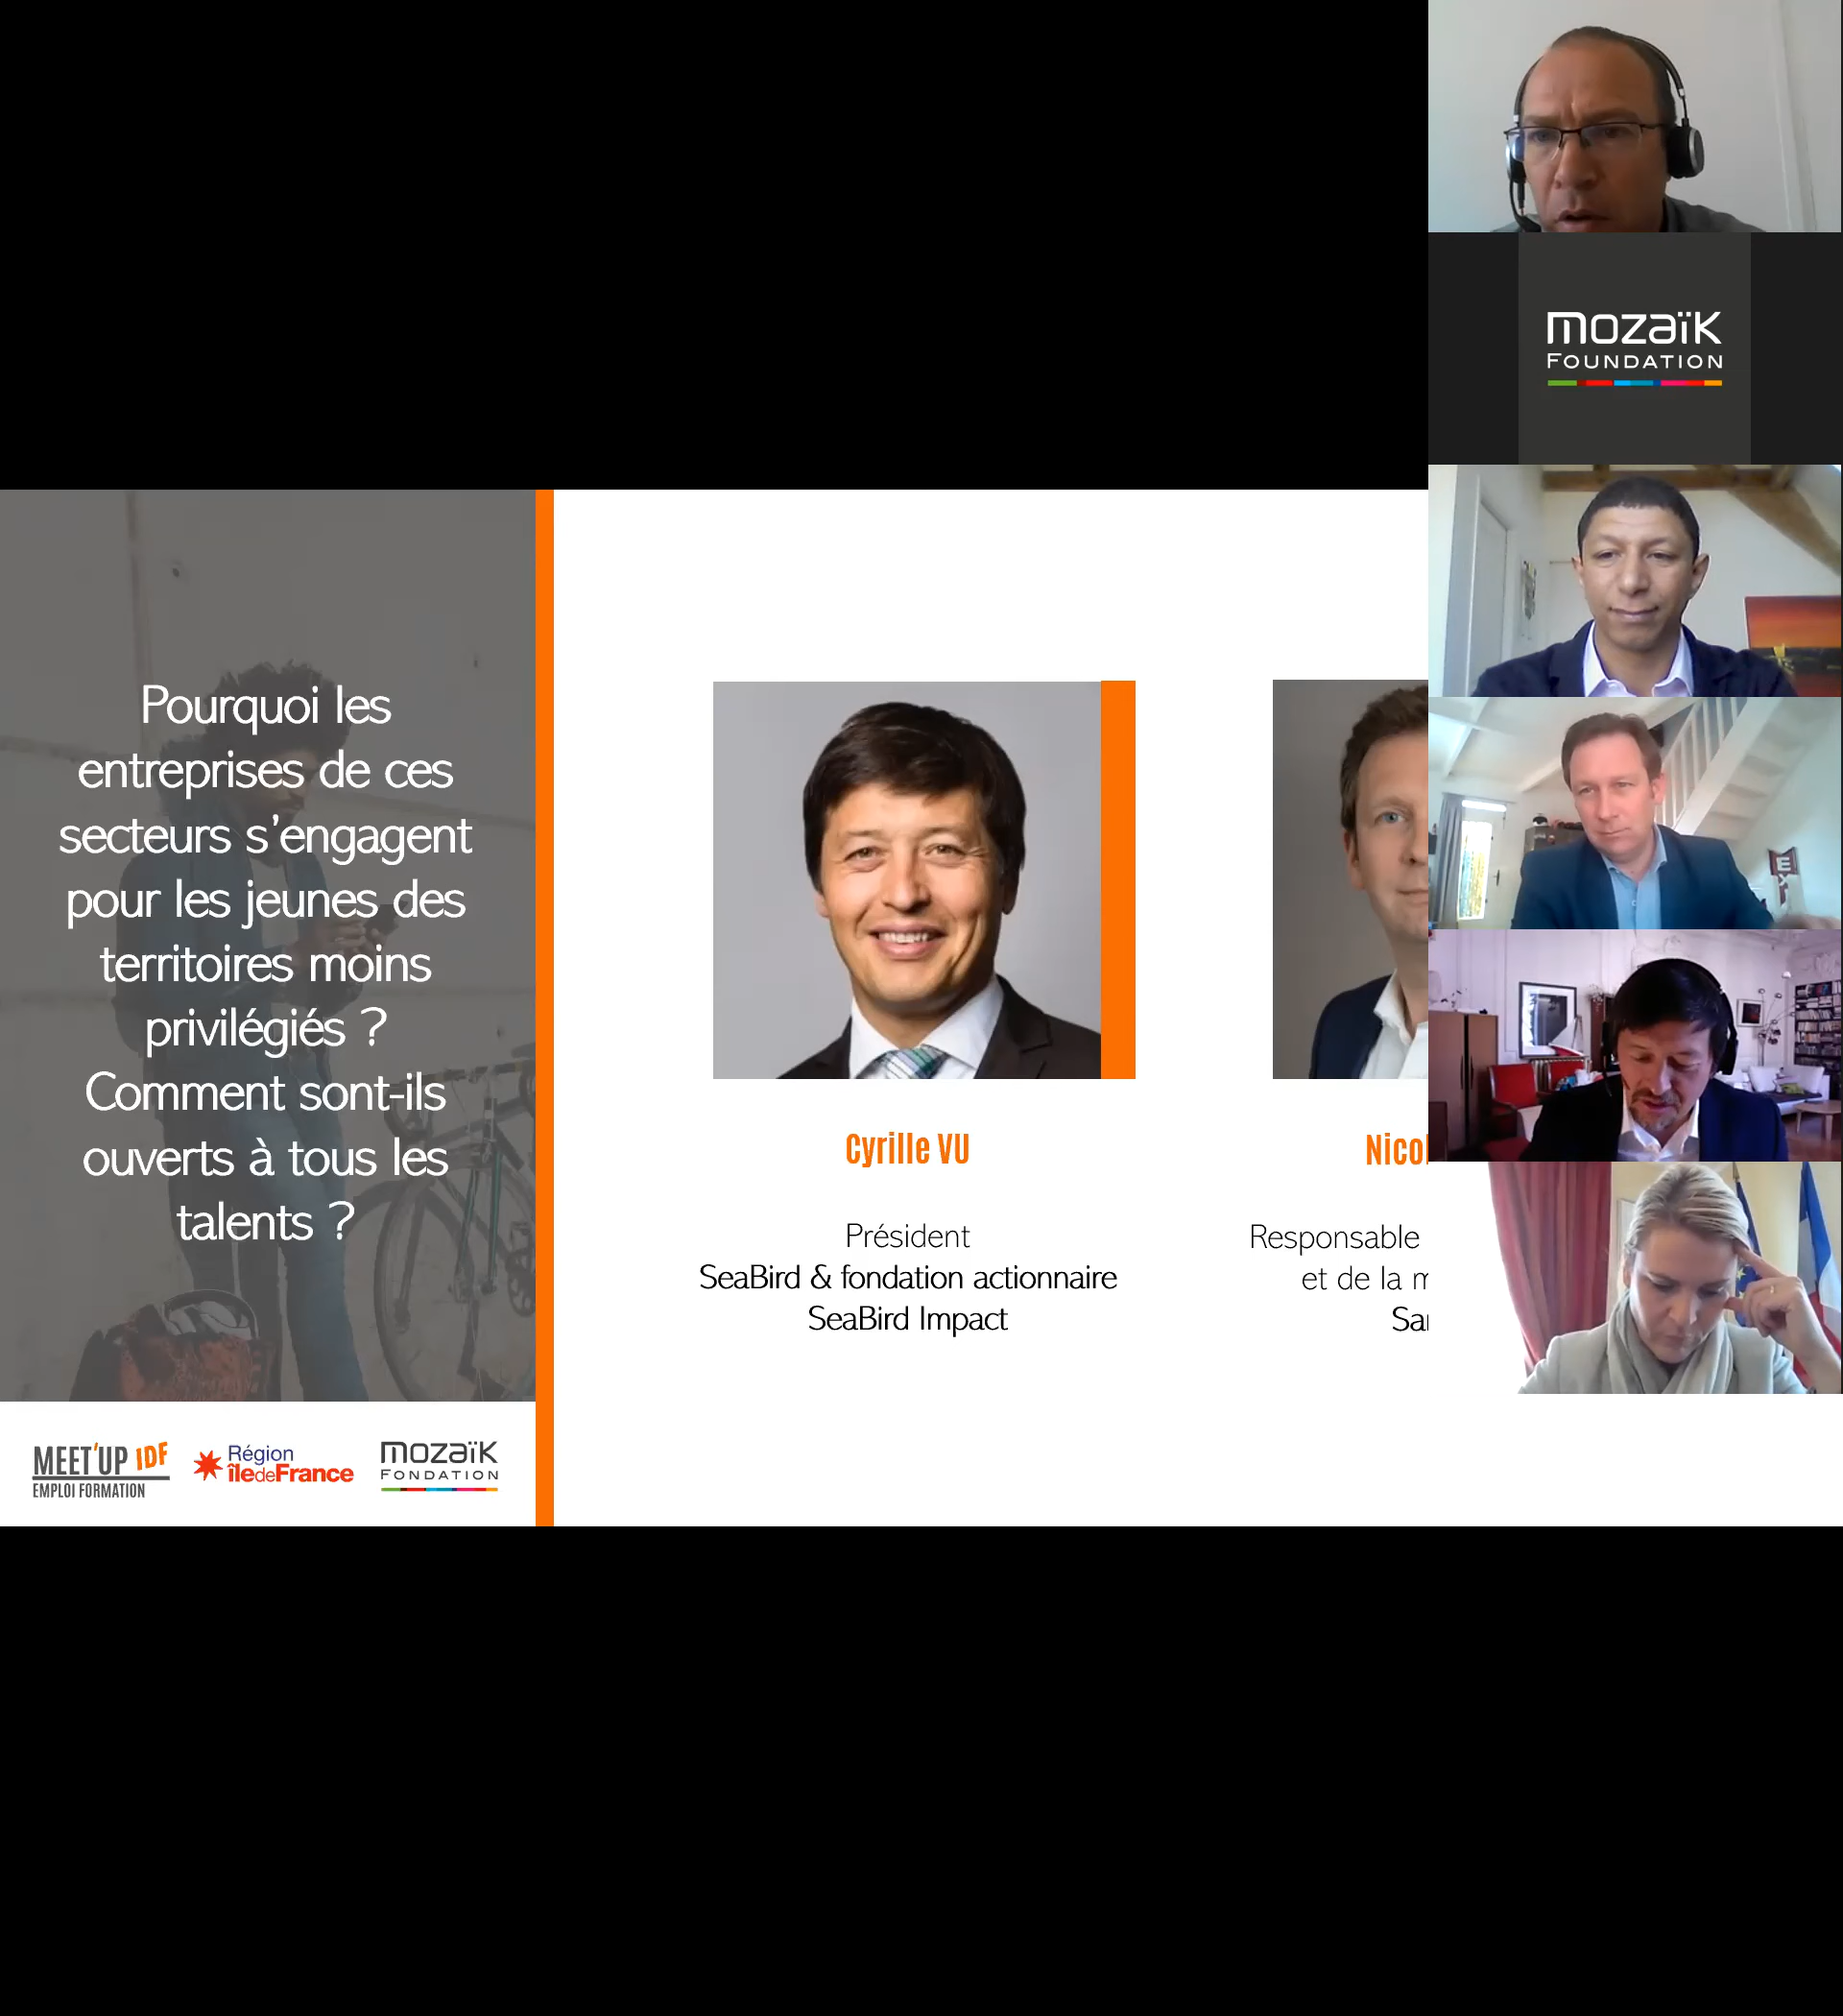 mozaïk
FOUNDATION
Pourquoi les
entreprises de ces
secteurs s'engagent
pour les jeunes des
territoires moins
privilégiés ?
Comment sont-ils
ouverts à tous les
talents ?
Cyrille VU
Président
SeaBird & fondation actionnaire
SeaBird Impact
Nicol
Responsable
et de la m
Sa
MEET'UP IDF
EMPLOI FORMATION
Région
îledeFrance
mozaïk
FONDATION